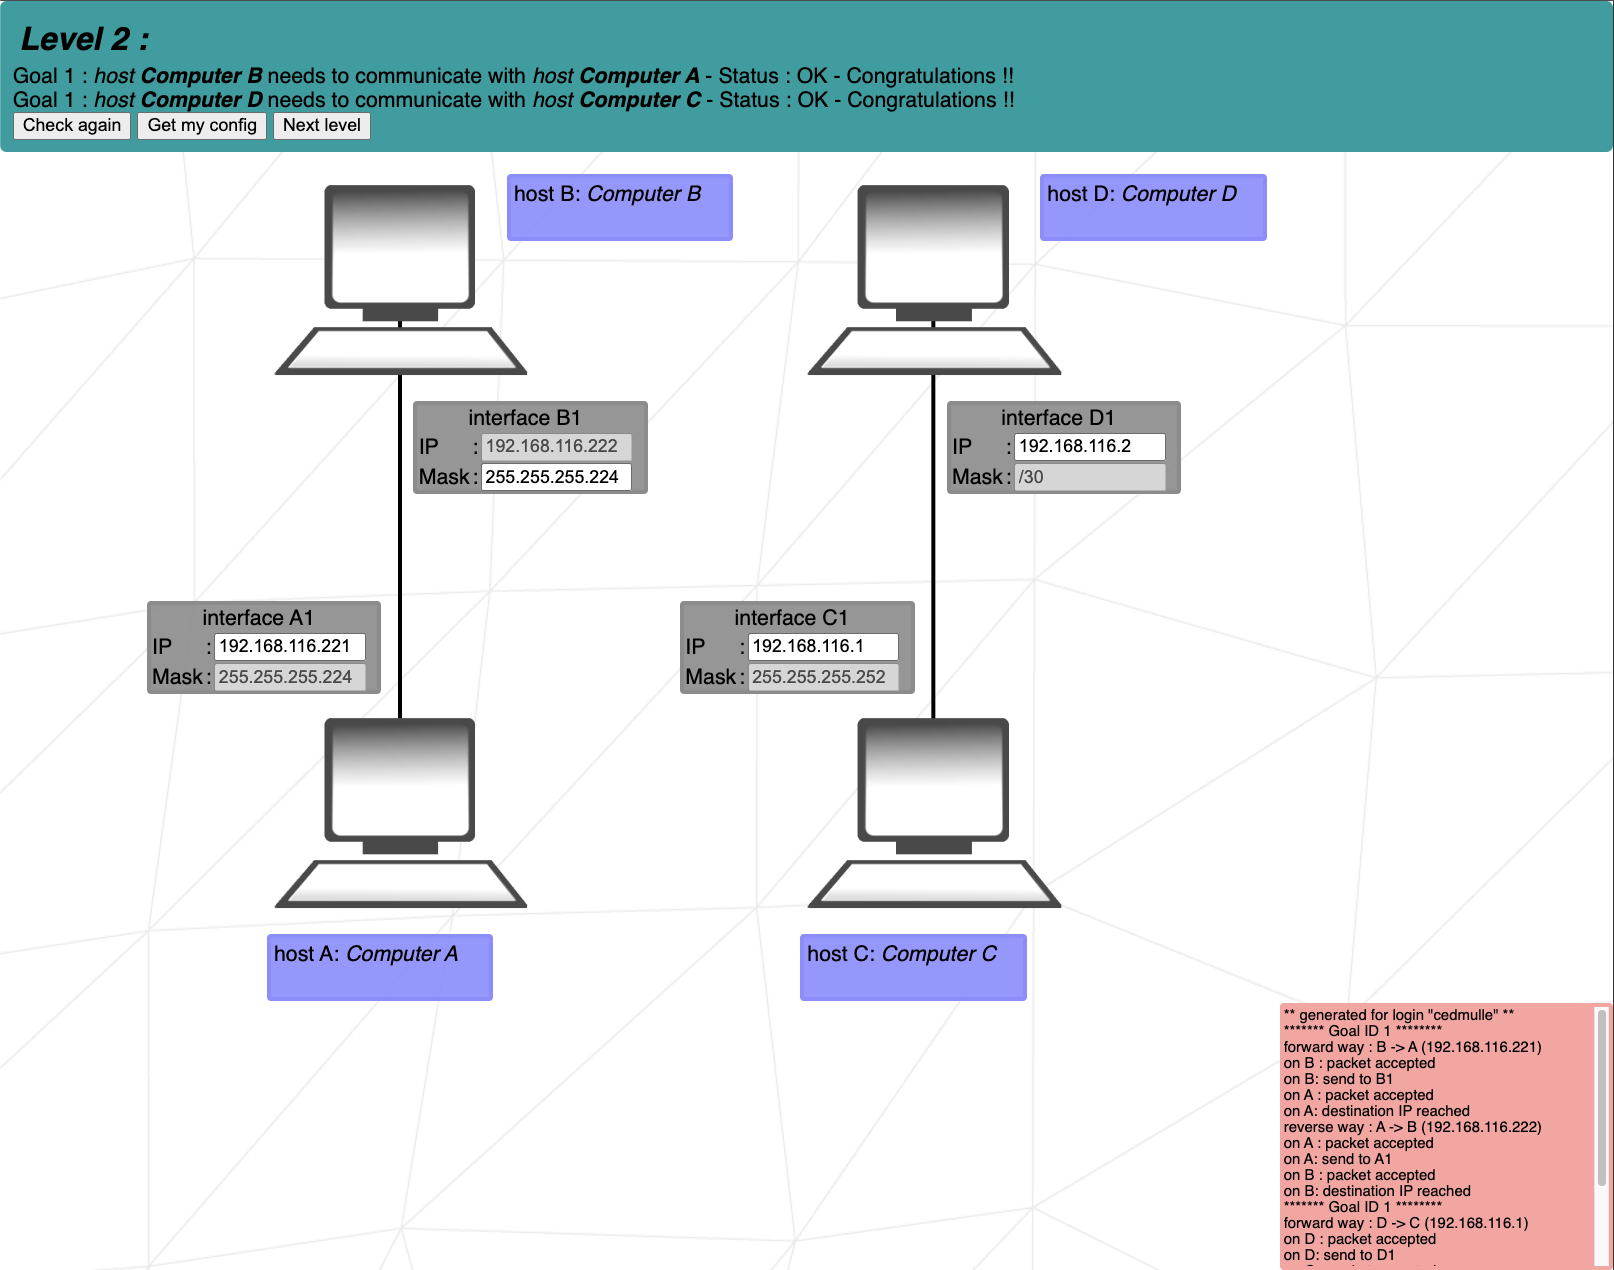 Level 2 :
Goal 1 : host Computer B needs to communicate with host Computer A - Status : OK - Congratulations !!
Goal 1 : host Computer D needs to communicate with host Computer C - Status : OK - Congratulations !!
Check again Get my config Next level
host B: Computer B
host D: Computer D
interface B1
IP : 192.168.116.222
Mask : 255.255.255.224
interface D1
IP : 192.168.116.2
Mask : /30
interface A1
IP : 192.168.116.221
Mask : 255.255.255.224
interface C1
IP : 192.168.116.1
Mask : 255.255.255.252
host A: Computer A
host C: Computer C
** generated for login "cedmulle" **
******* Goal ID 1 ********
forward way : B -> A (192.168.116.221)
on B : packet accepted
on B: send to B1
on A : packet accepted
on A: destination IP reached
reverse way : A -> B (192.168.116.222)
on A : packet accepted
on A: send to A1
on B : packet accepted
on B: destination IP reached
******* Goal ID 1 ********
forward way : D -> C (192.168.116.1)
on D : packet accepted
on D: send to D1